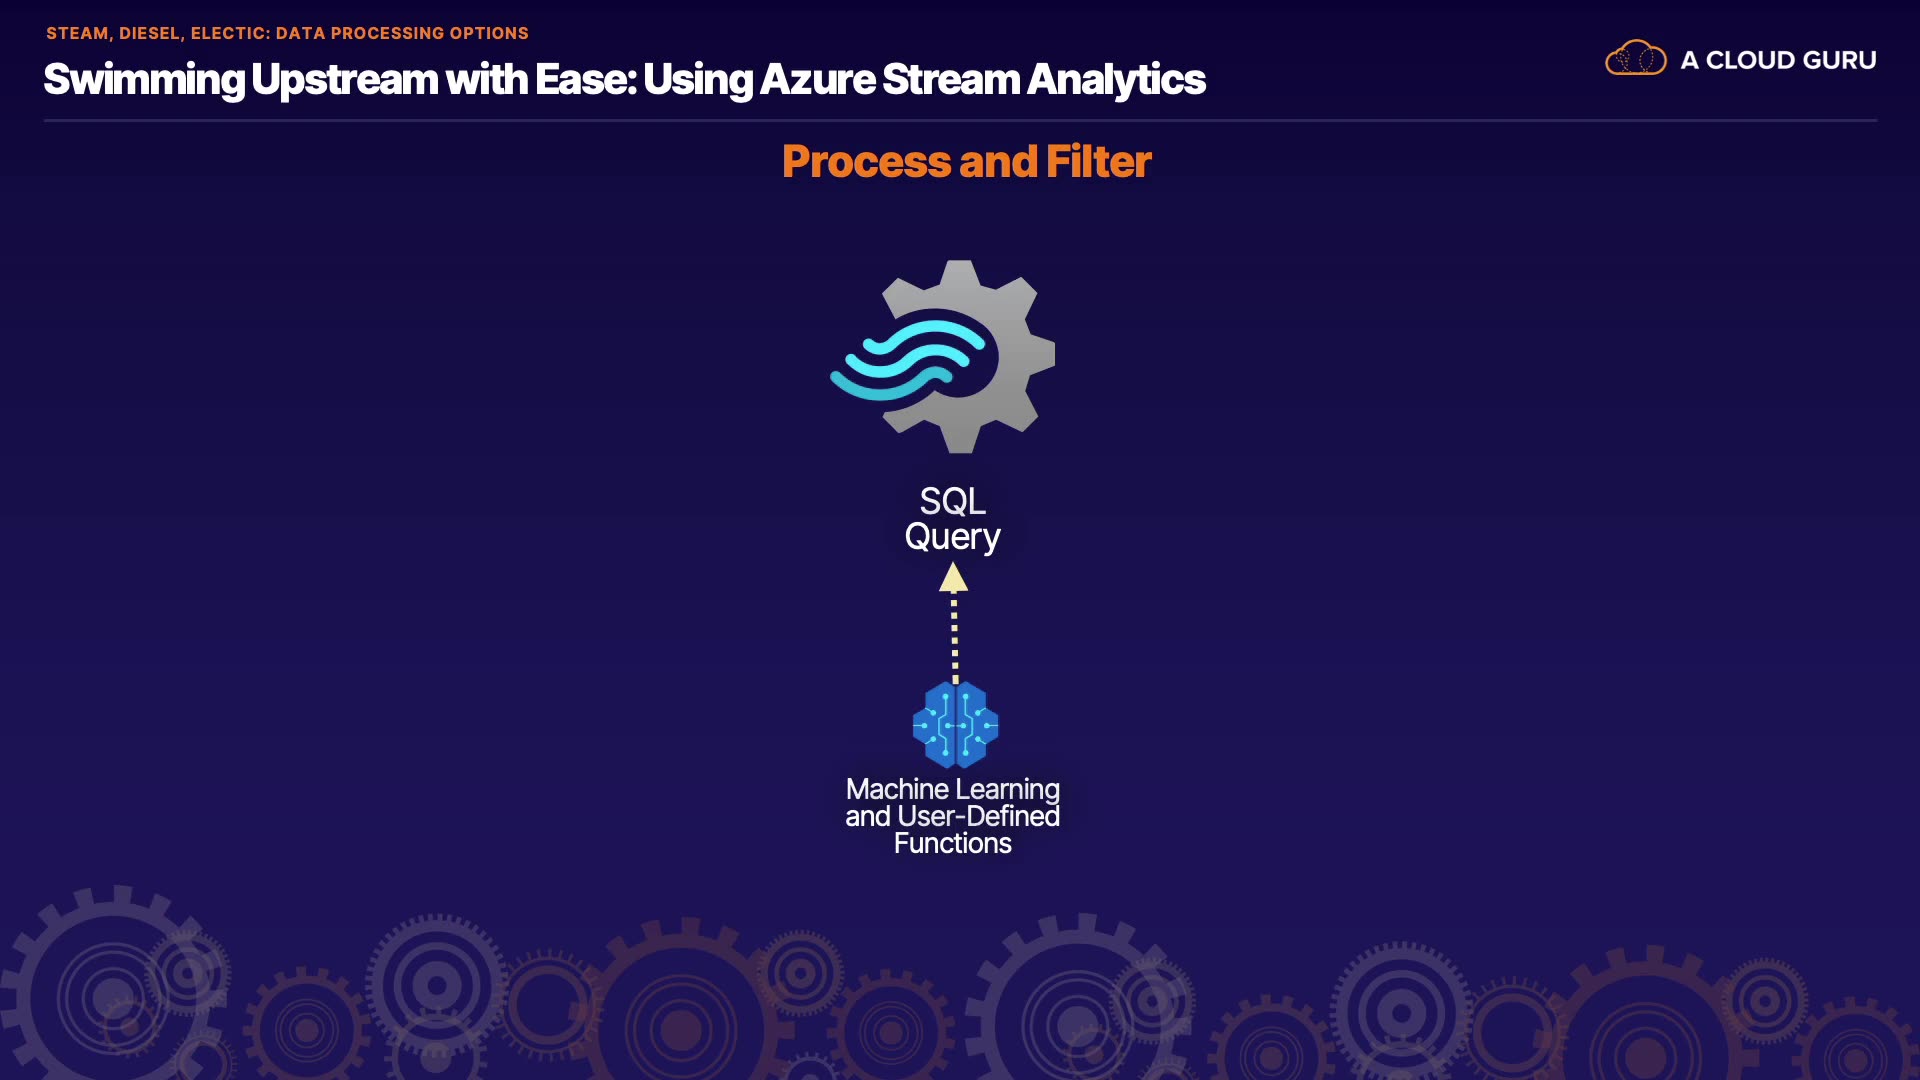 STEAM, DIESEL, ELECTIC: DATA PROCESSING OPTIONS
Swimming Upstream with Ease: Using Azure Stream Analytics
A CLOUD GURU
Process and Filter
SQL
Query
Machine Learning
and User-Defined
Functions